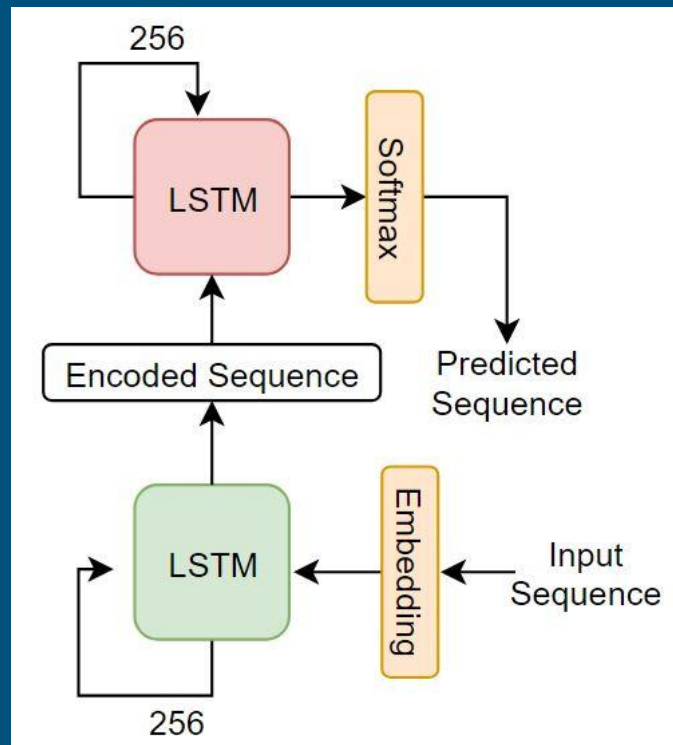 256
LSTM
Softmax
Predicted
Sequence
Encoded Sequence
LSTM
Embedding
Input
Sequence
256